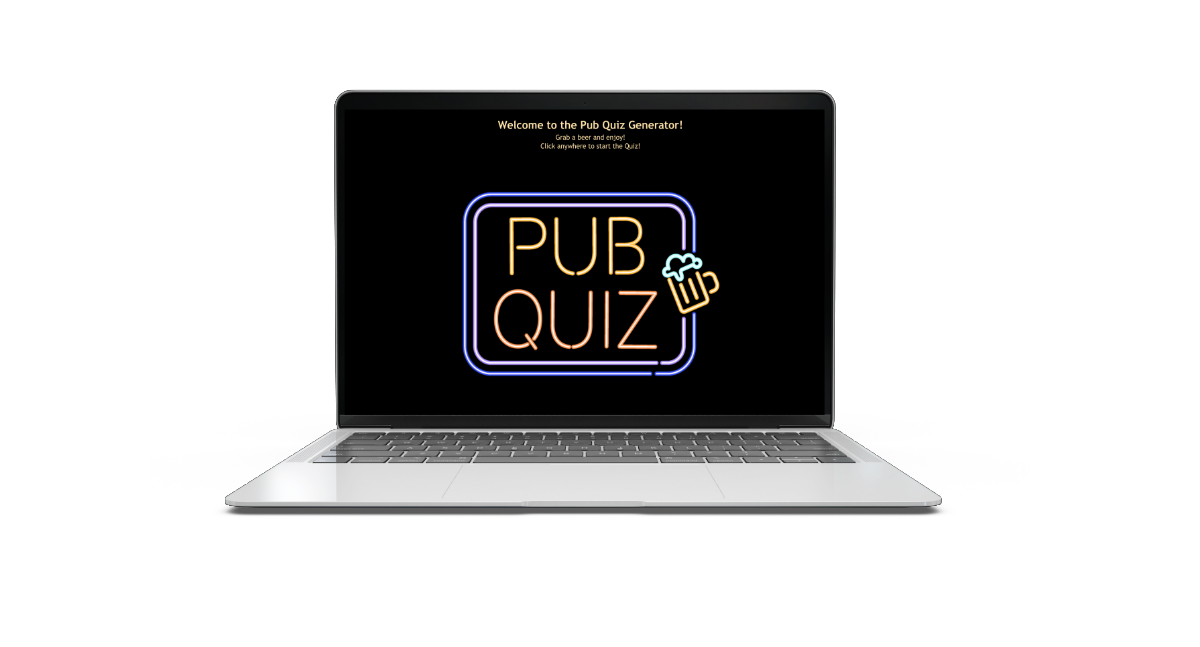 Welcome to the Pub Quiz Generator!
Grab a beer and enjoy!
Click anywhere to start the Quiz!
PUB
QUIZ